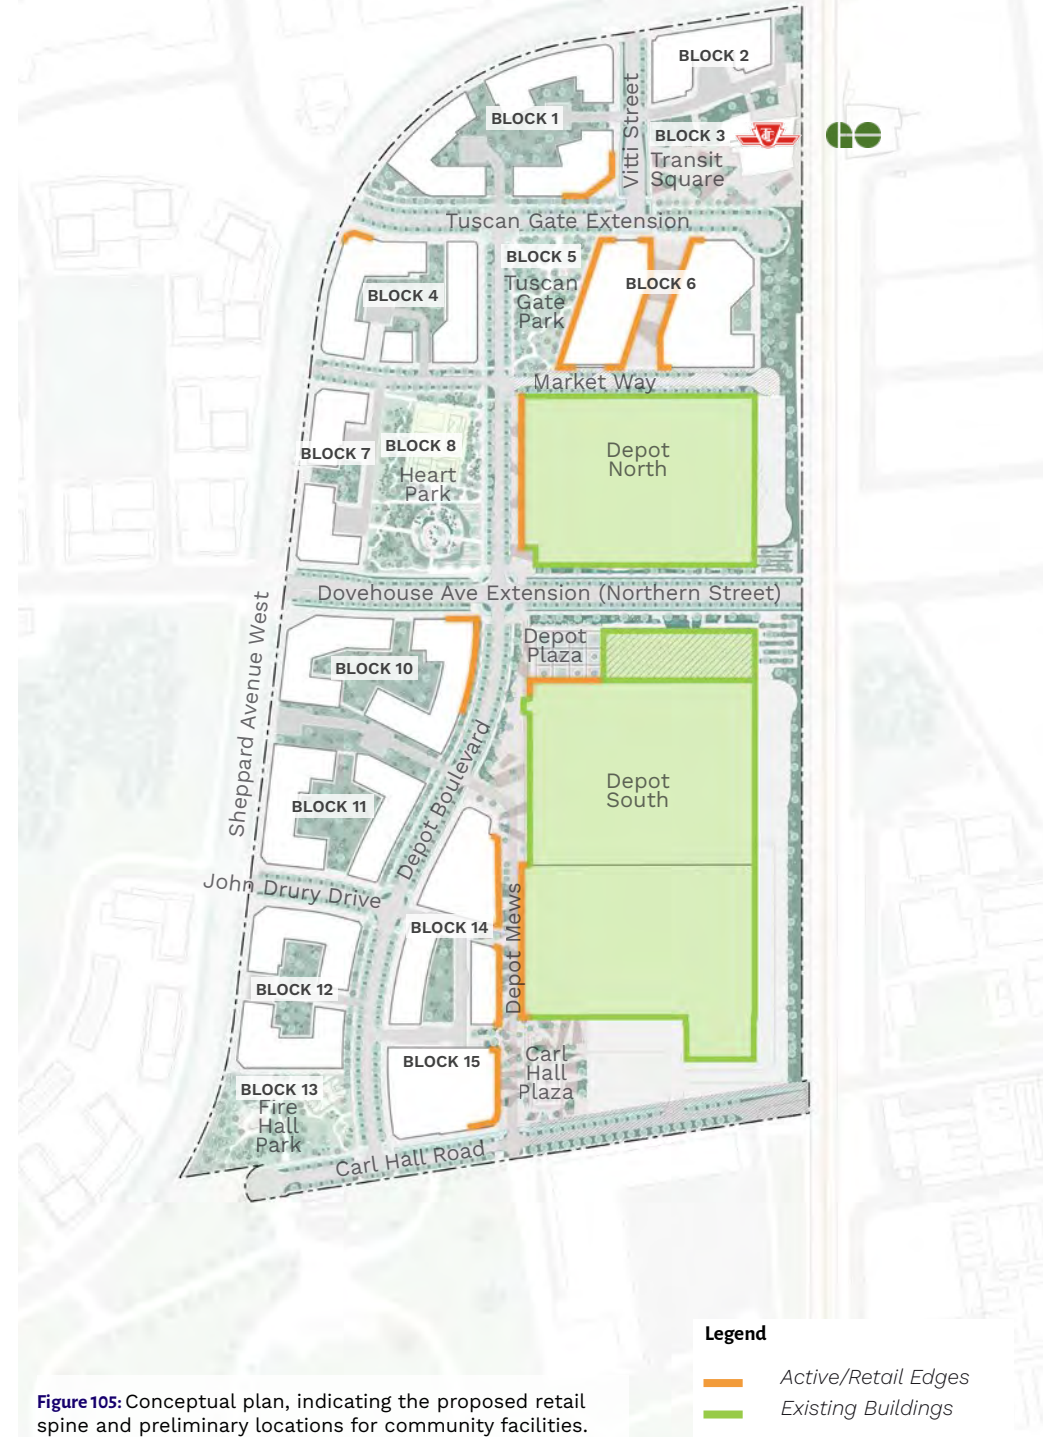 BLOCK 2
BLOCK 1
Vitti Street
BLOCK 3
Transit
Square
GO
Tuscan Gate Extension
BLOCK 5
Tuscan
Gate
Park
BLOCK 6
BLOCK 4
Market Way
BLOCK 7
BLOCK 8
Heart
Park
Depot
North
Dovehouse Ave Extension (Northern Street)
Sheppard Avenue West
Depot
Plaza
BLOCK 10
Depot Boulevard
Depot
South
BLOCK 11
John Drury Drive
BLOCK 14
Depot Mews
BLOCK 12
BLOCK 15
Carl
Hall
Plaza
BLOCK 13
Fire
Hall
Park
Carl Hall Road
Legend
Active/Retail Edges
Existing Buildings
Figure 105: Conceptual plan, indicating the proposed retail
spine and preliminary locations for community facilities.